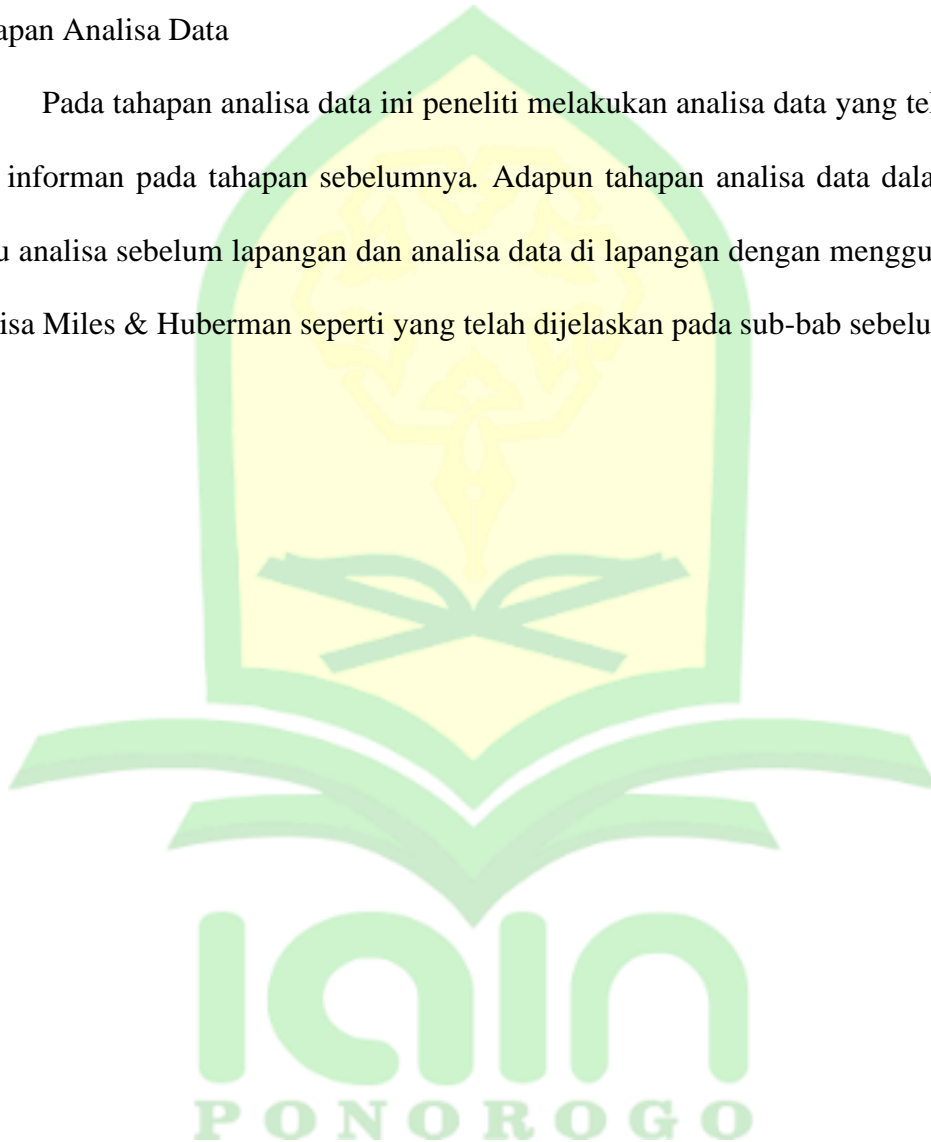 apan Analisa Data
Pada tahapan analisa data ini peneliti melakukan analisa data yang tel
informan pada tahapan sebelumnya. Adapun tahapan analisa data dala
u analisa sebelum lapangan dan analisa data di lapangan dengan menggu
isa Miles & Huberman seperti yang telah dijelaskan pada sub-bab sebelu
iain
PONOROGO